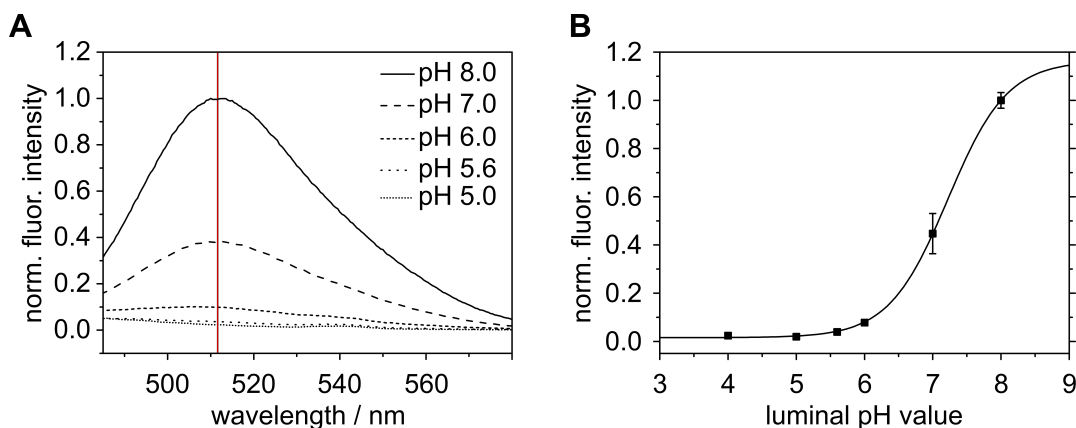 A
norm. fluor. intensity
1.2
1.0
0.8
0.6
0.4
0.2
0.0
pH 8.0
pH 7.0
pH 6.0
pH 5.6
pH 5.0
500 520 540 560
wavelength / nm
B
norm. fluor. intensity
1.2
1.0
0.8
0.6
0.4
0.2
0.0
3 4 5 6 7 8 9
luminal pH value